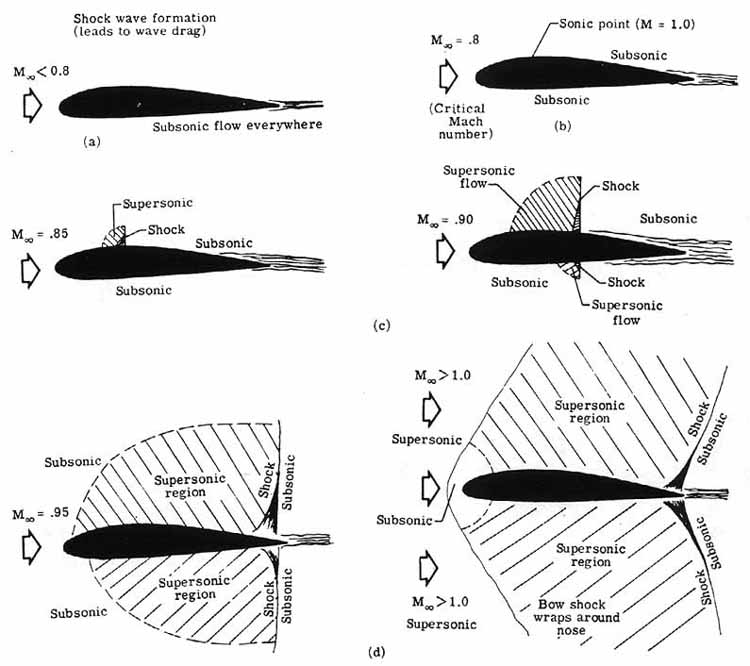 Shock wave formation
(leads to wave drag)
M∞ < 0.8
Subsonic flow everywhere
(a)
Sonic point (M = 1.0)
M∞ = .8
Subsonic
Subsonic
(Critical
Mach
number)
(b)
Supersonic
Shock
M∞ = .85
Subsonic
Subsonic
Supersonic
flow
Shock
M∞ = .90
Subsonic
Subsonic
Shock
Supersonic
flow
(c)
Subsonic
Supersonic
region
Shock
Subsonic
M∞ = .95
Supersonic
region
Shock
Subsonic
Subsonic
M∞ > 1.0
Supersonic
Supersonic
region
Shock
Subsonic
Subsonic
Supersonic
region
Subsonic
Shock
M∞ > 1.0
Supersonic
Bow shock
wraps around
nose
(d)